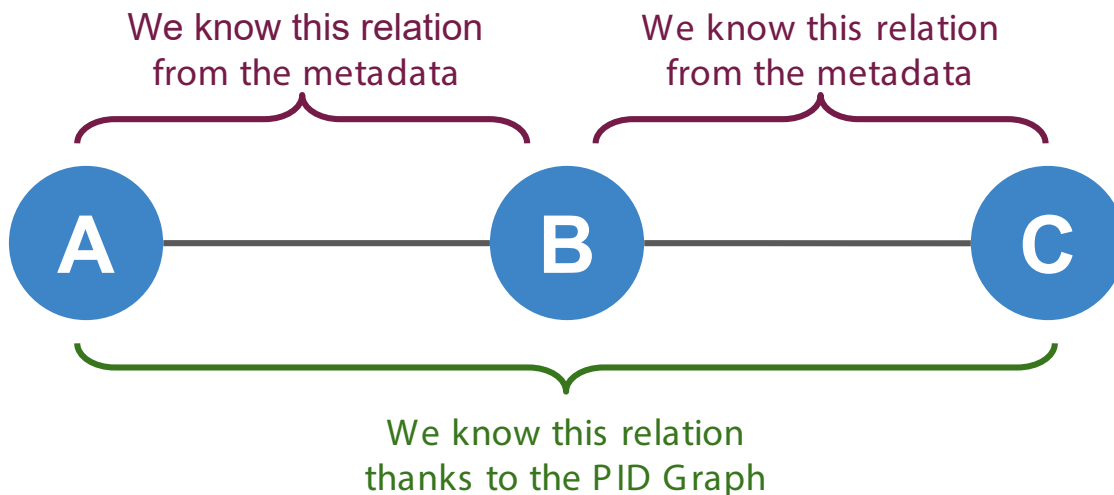 We know this relation
from the metadata
We know this relation
from the metadata
A
B
C
We know this relation
thanks to the PID Graph